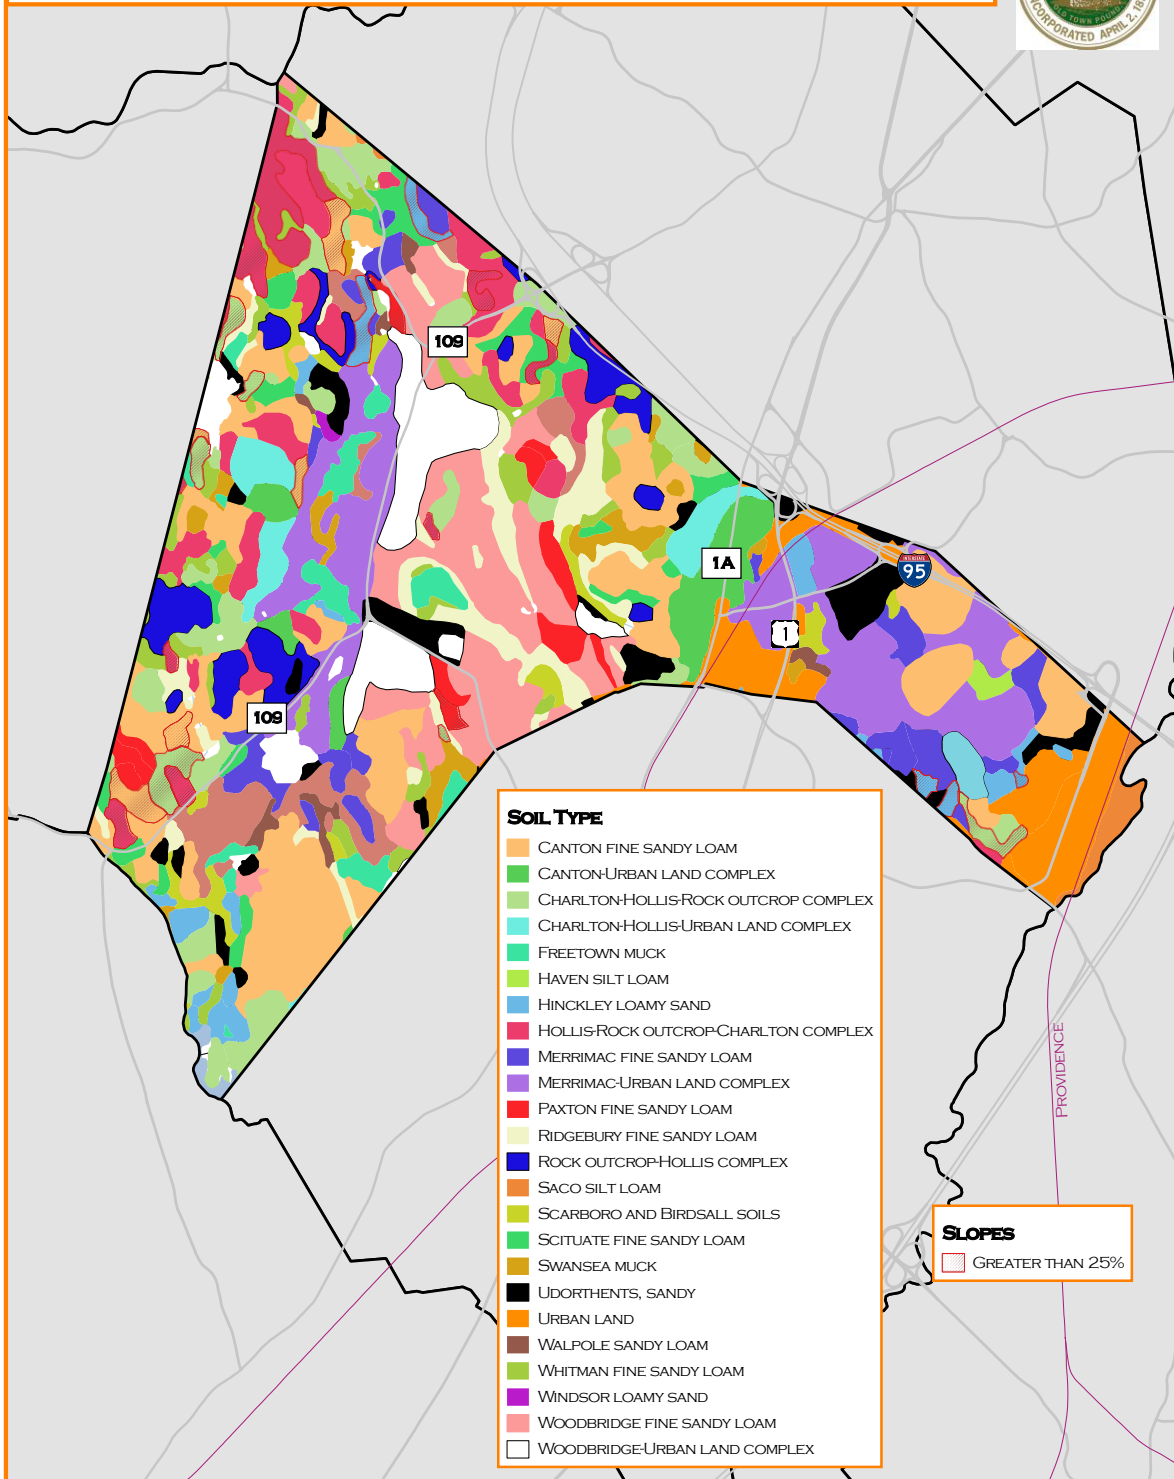 OLD TOWN POUND
INCORPORATED APRIL 2, 18
109
1A
INTERSTATE
95
1
109
Soil Type
Canton fine sandy loam
Canton-Urban land complex
Charlton-Hollis-Rock outcrop complex
Charlton-Hollis-Urban land complex
Freetown muck
Haven silt loam
Hinckley loamy sand
Hollis-Rock outcrop-Charlton complex
Merrimac fine sandy loam
Merrimac-Urban land complex
Paxton fine sandy loam
Ridgebury fine sandy loam
Rock outcrop-Hollis complex
Saco silt loam
Scarboro and Birdsall soils
Scituate fine sandy loam
Swansea muck
Udorthents, sandy
Urban land
Walpole sandy loam
Whitman fine sandy loam
Windsor loamy sand
Woodbridge fine sandy loam
Woodbridge-Urban land complex
Providence
Slopes
Greater than 25%